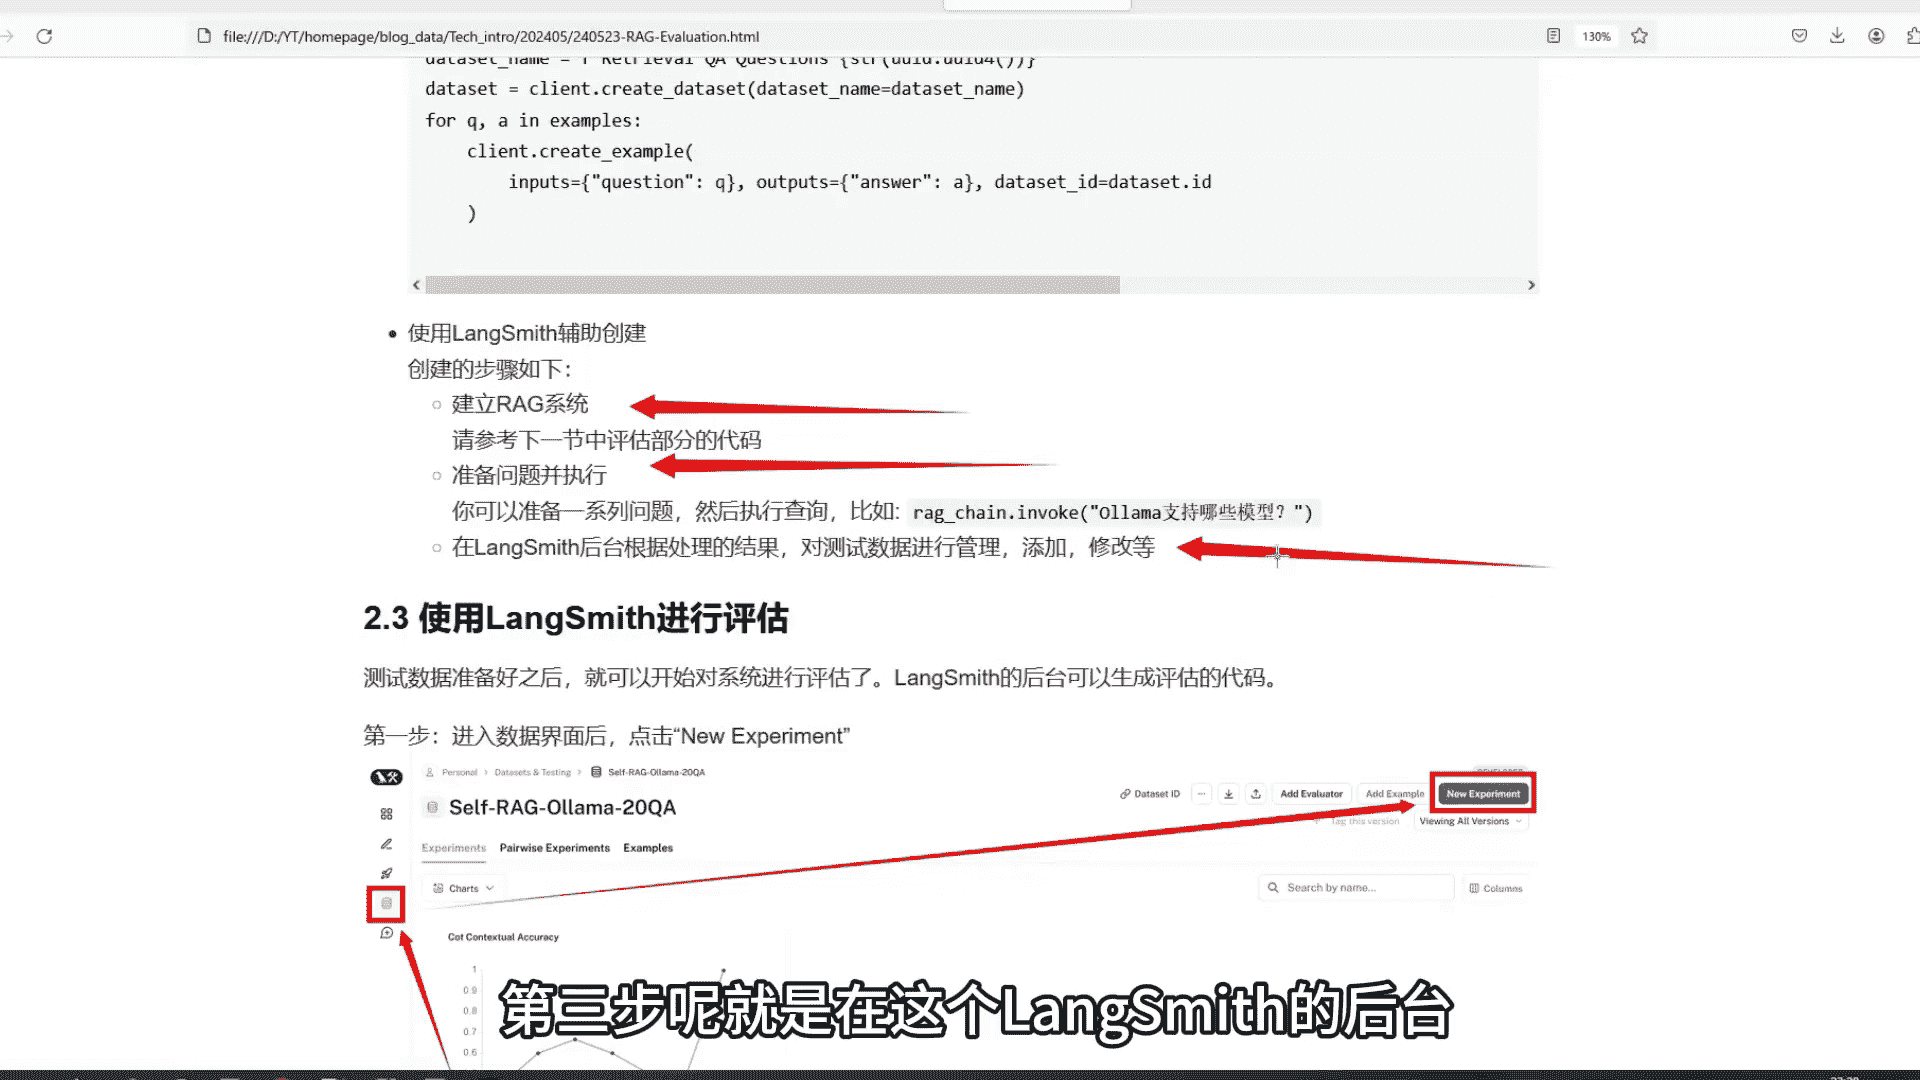 file:///D:/YT/homepage/blog_data/Tech_intro/202405/240523-RAG-Evaluation.html
130%
dataset_name = f"Retrieval QA Questions {str(uuid.uuid4())}"
dataset = client.create_dataset(dataset_name=dataset_name)
for q, a in examples:
client.create_example(
inputs={"question": q}, outputs={"answer": a}, dataset_id=dataset.id
)
使用LangSmith辅助创建
创建的步骤如下：
建立RAG系统
请参考下一节中评估部分的代码
准备问题并执行
你可以准备一系列问题，然后执行查询，比如: rag_chain.invoke("Ollama支持哪些模型？")
在LangSmith后台根据处理的结果，对测试数据进行管理，添加，修改等
2.3 使用LangSmith进行评估
测试数据准备好之后，就可以开始对系统进行评估了。LangSmith的后台可以生成评估的代码。
第一步：进入数据界面后，点击“New Experiment”
Personal > Datasets & Testing > Self-RAG-Ollama-20QA
Self-RAG-Ollama-20QA
Dataset ID
Add Evaluator
Add Example
New Experiment
Tag this version
Viewing All Versions
Experiments
Pairwise Experiments
Examples
Charts
Search by name...
Columns
Cot Contextual Accuracy
1
0.9
0.8
0.7
0.6
第三步呢就是在这个LangSmith的后台